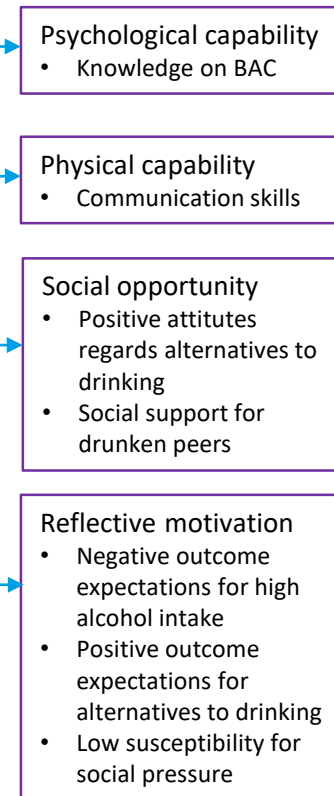 Psychological capability
• Knowledge on BAC
Physical capability
• Communication skills
Social opportunity
• Positive attitutes
regards alternatives to
drinking
• Social support for
drunken peers
Reflective motivation
• Negative outcome
expectations for high
alcohol intake
• Positive outcome
expectations for
alternatives to drinking
• Low susceptibility for
social pressure